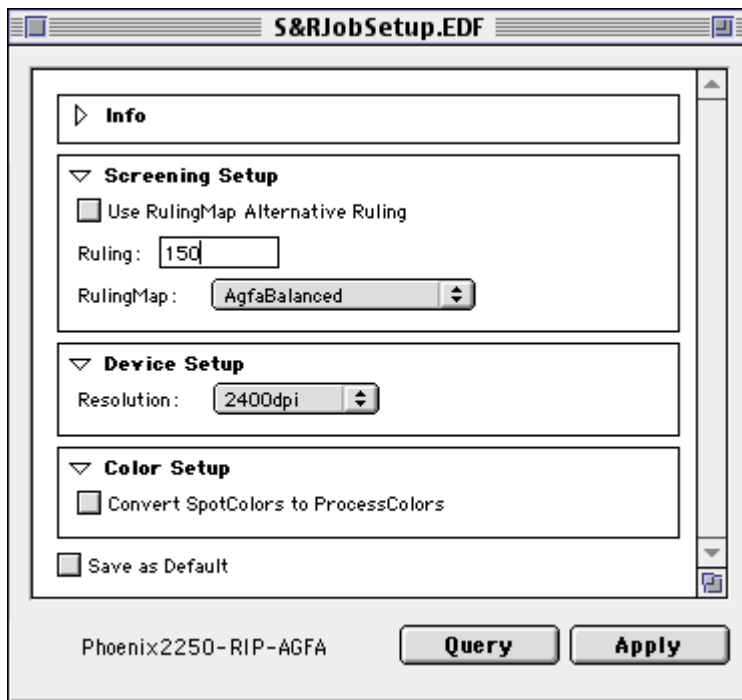 S&RJobSetup.EDF
Info
Screening Setup
Use RulingMap Alternative Ruling
Ruling: 150
RulingMap: AgfaBalanced
Device Setup
Resolution: 2400dpi
Color Setup
Convert SpotColors to ProcessColors
Save as Default
Phoenix2250-RIP-AGFA Query Apply